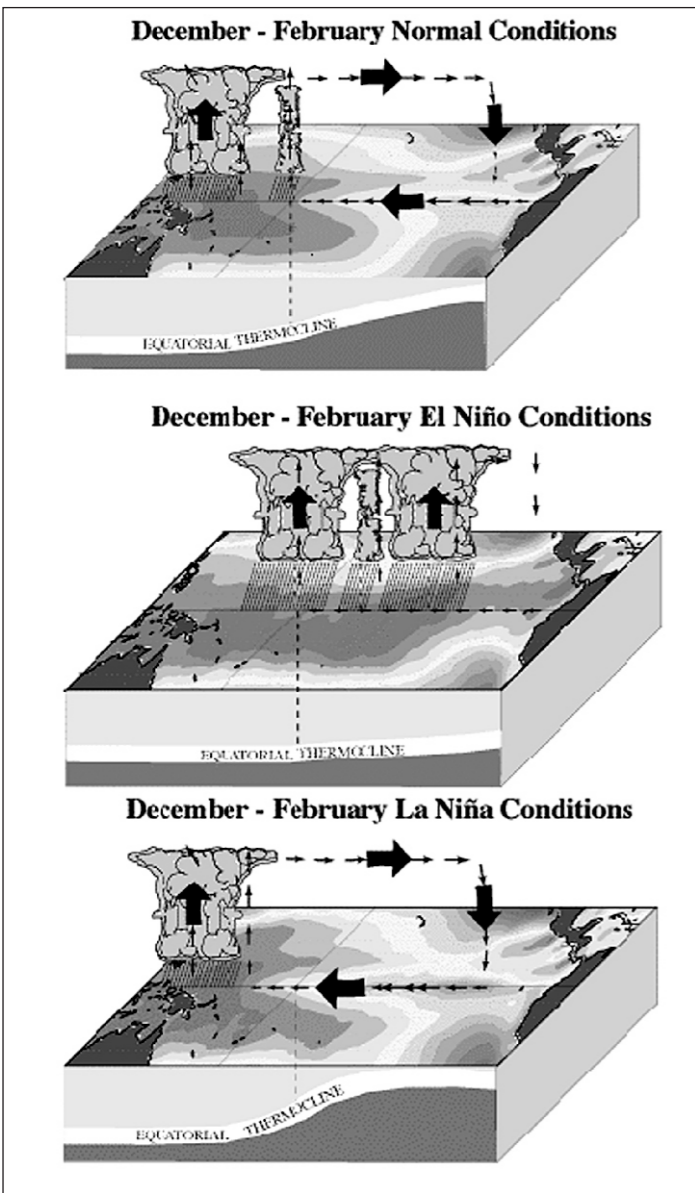 December - February Normal Conditions
EQUATORIAL THERMOCLINE
December - February El Niño Conditions
EQUATORIAL THERMOCLINE
December - February La Niña Conditions
EQUATORIAL THERMOCLINE